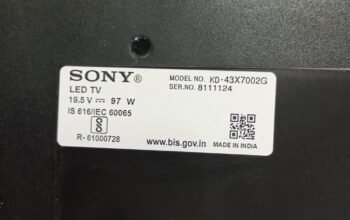 SONY®
MODEL NO. KD-43X7002G
LED TV
SER.NO. 8111124
19.5 V ⎓ 97 W
IS 616/IEC 60065
R- 61000728
www.bis.gov.in
MADE IN INDIA